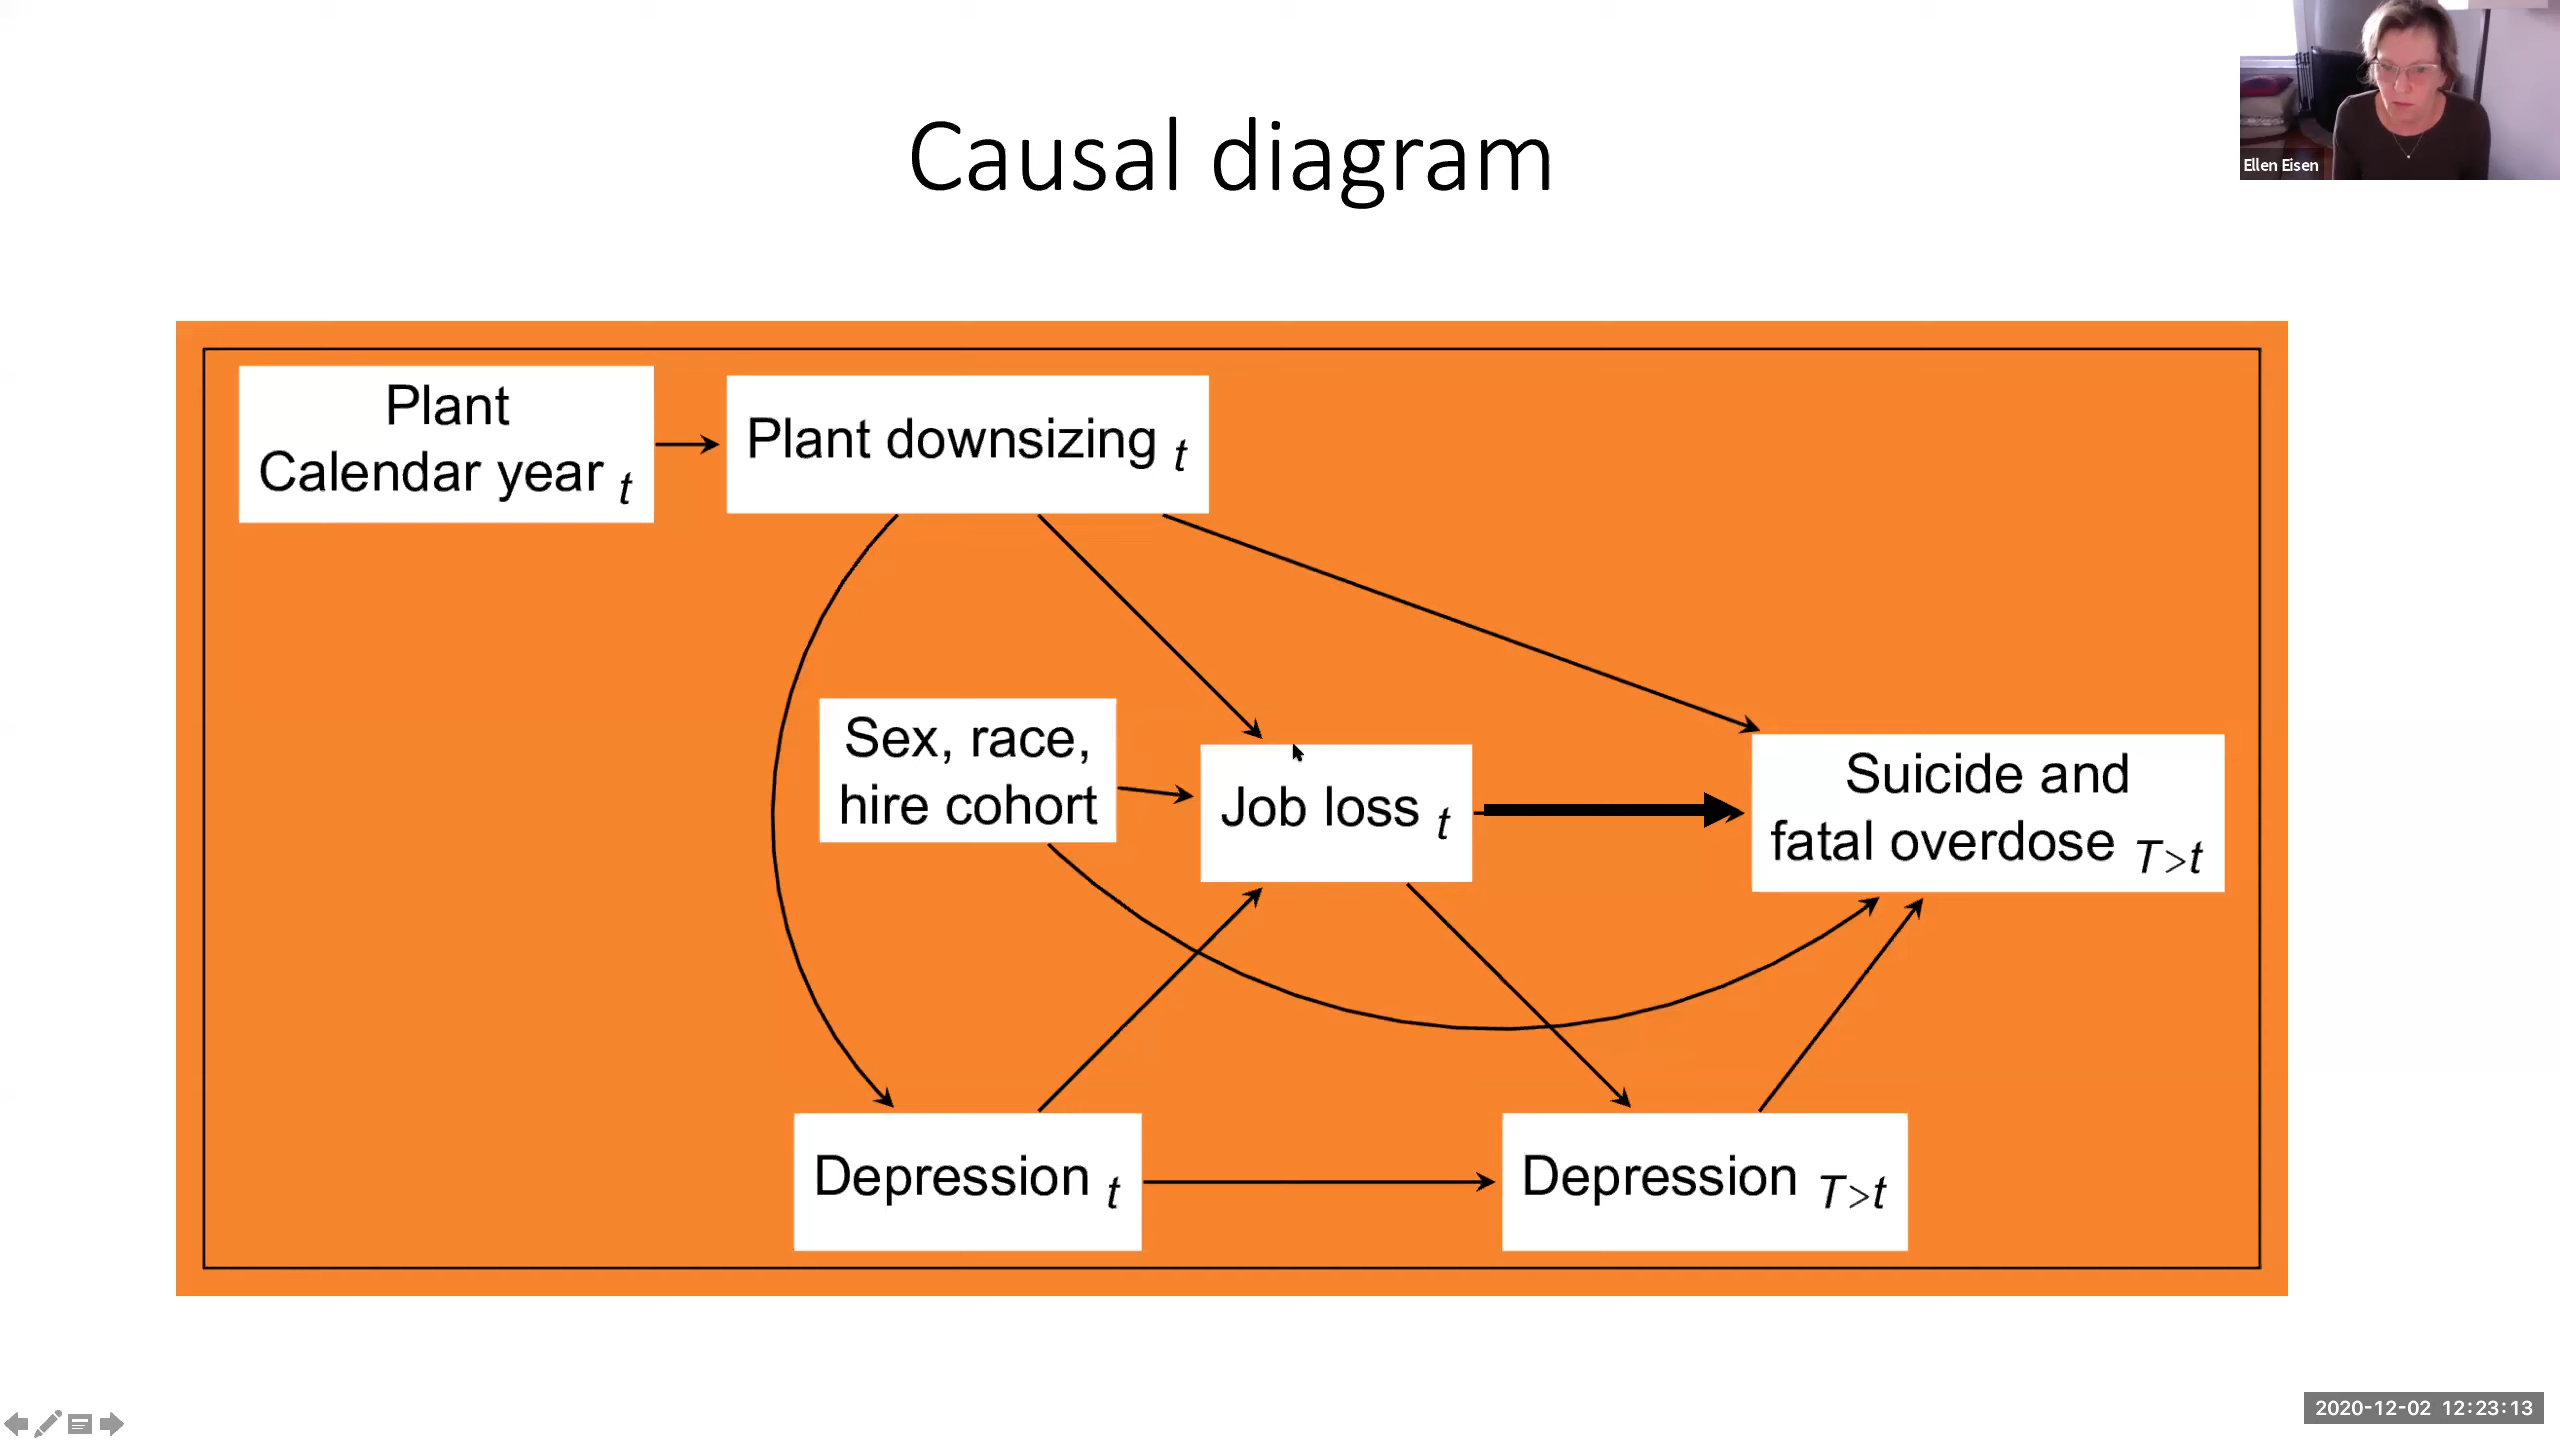 Causal diagram
Ellen Eisen
Plant
Calendar year t
Plant downsizing t
Sex, race,
hire cohort
Job loss t
Suicide and
fatal overdose T>t
Depression t
Depression T>t
2020-12-02 12:23:13